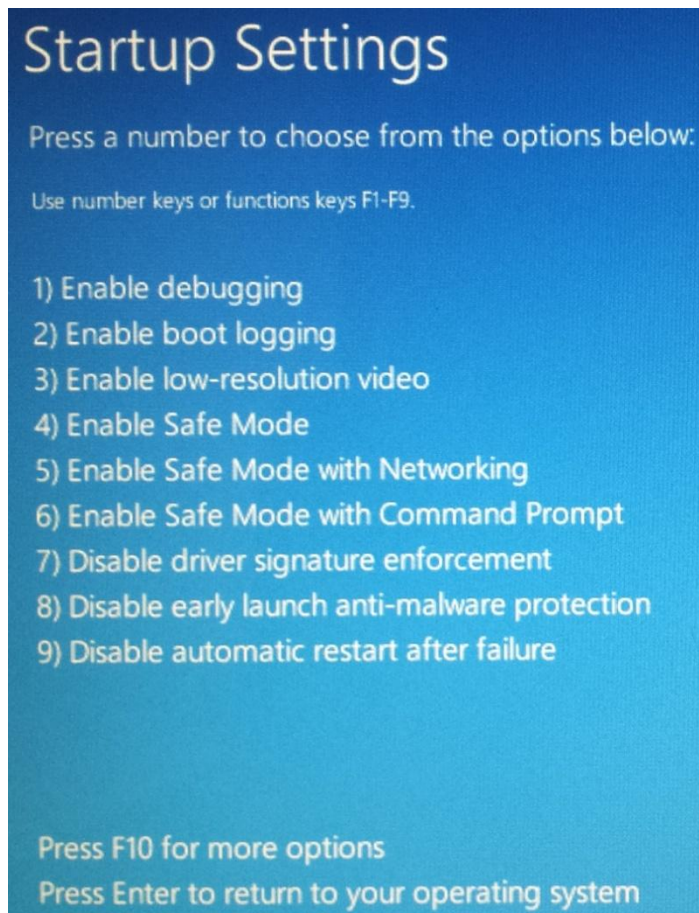 Startup Settings
Press a number to choose from the options below:
Use number keys or functions keys F1-F9.
1) Enable debugging
2) Enable boot logging
3) Enable low-resolution video
4) Enable Safe Mode
5) Enable Safe Mode with Networking
6) Enable Safe Mode with Command Prompt
7) Disable driver signature enforcement
8) Disable early launch anti-malware protection
9) Disable automatic restart after failure
Press F10 for more options
Press Enter to return to your operating system